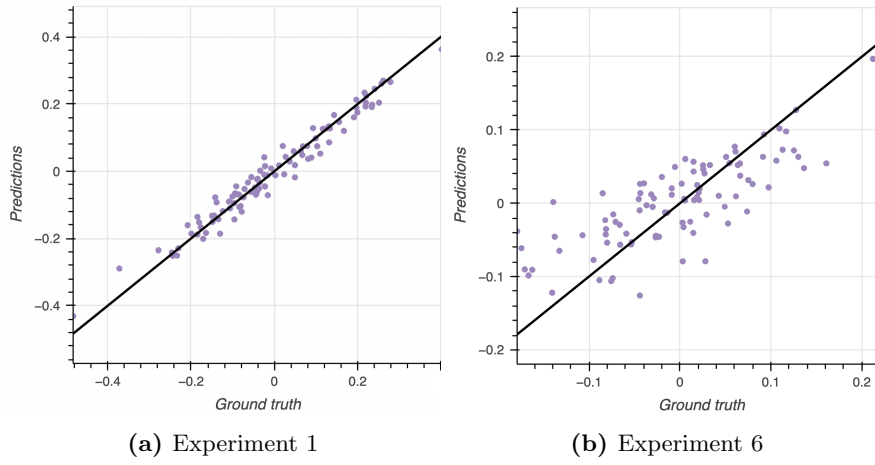 0.4
0.2
0
−0.2
−0.4
Predictions
−0.4 −0.2 0 0.2
Ground truth
(a) Experiment 1
0.2
0.1
0
−0.1
−0.2
Predictions
−0.1 0 0.1 0.2
Ground truth
(b) Experiment 6